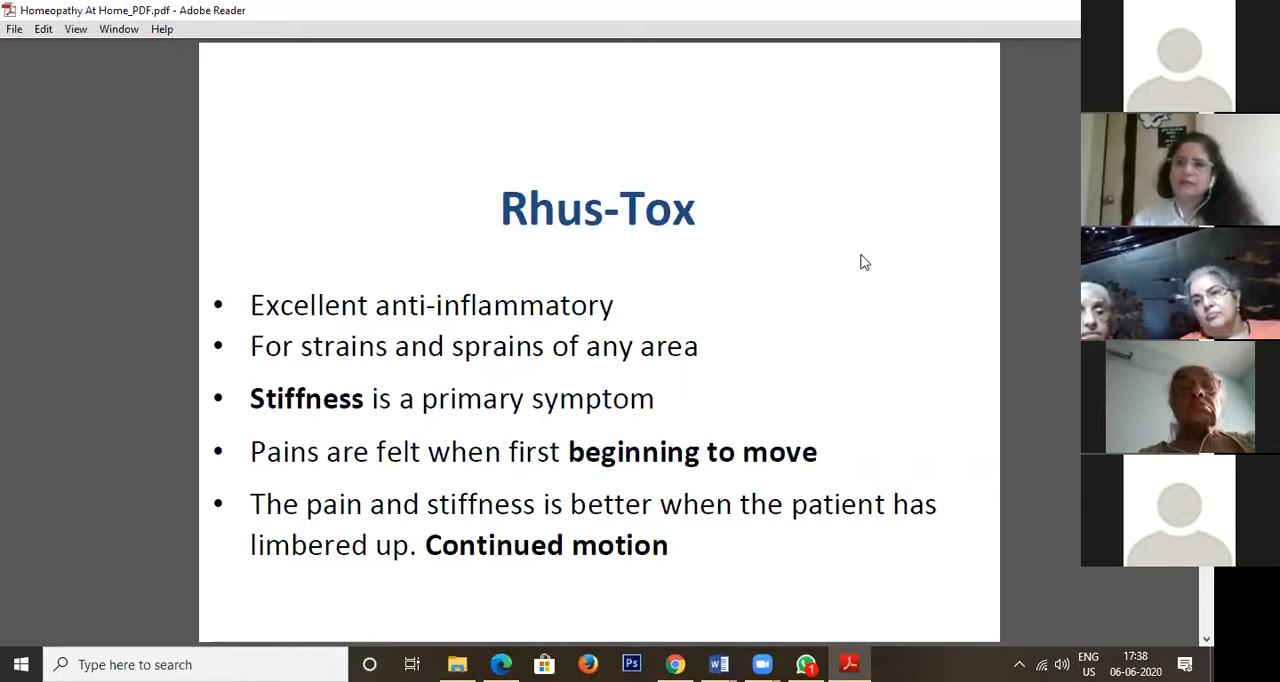 Homeopathy At Home_PDF.pdf - Adobe Reader
File Edit View Window Help
Rhus-Tox
• Excellent anti-inflammatory
• For strains and sprains of any area
• Stiffness is a primary symptom
• Pains are felt when first beginning to move
• The pain and stiffness is better when the patient has
limbered up. Continued motion
Type here to search
Ps
W
1
ENG
US
17:38
06-06-2020